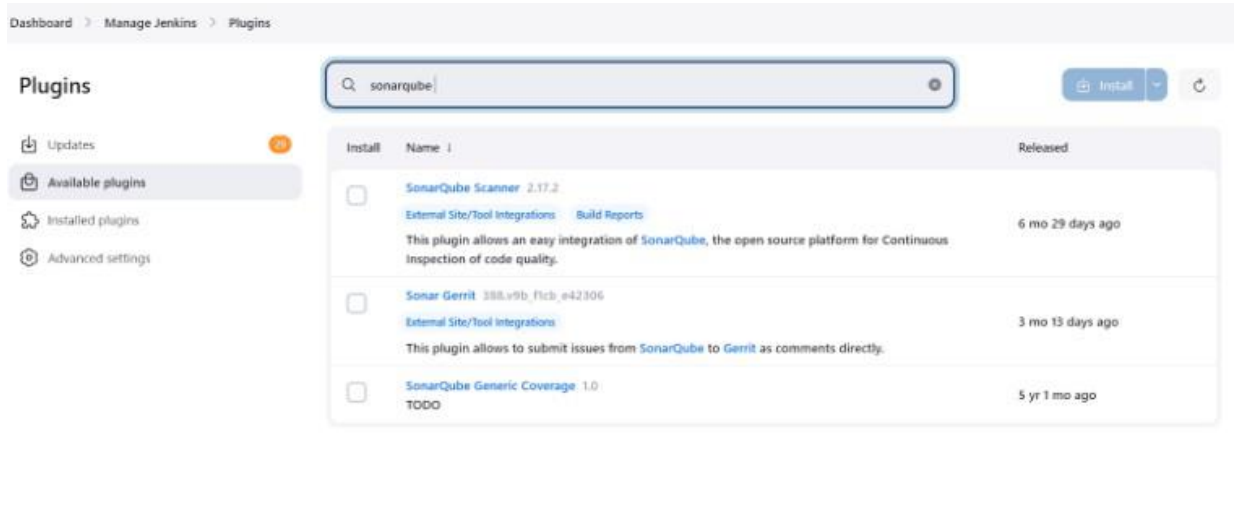 Dashboard > Manage Jenkins > Plugins
Plugins
sonarqube
Install
Updates
29
Available plugins
Installed plugins
Advanced settings
Install Name ↓ Released
SonarQube Scanner 2.17.2
External Site/Tool Integrations Build Reports
This plugin allows an easy integration of SonarQube, the open source platform for Continuous
Inspection of code quality.
6 mo 29 days ago
Sonar Gerrit 388.v9b_f1cb_e42306
External Site/Tool Integrations
This plugin allows to submit issues from SonarQube to Gerrit as comments directly.
3 mo 13 days ago
SonarQube Generic Coverage 1.0
TODO
5 yr 1 mo ago